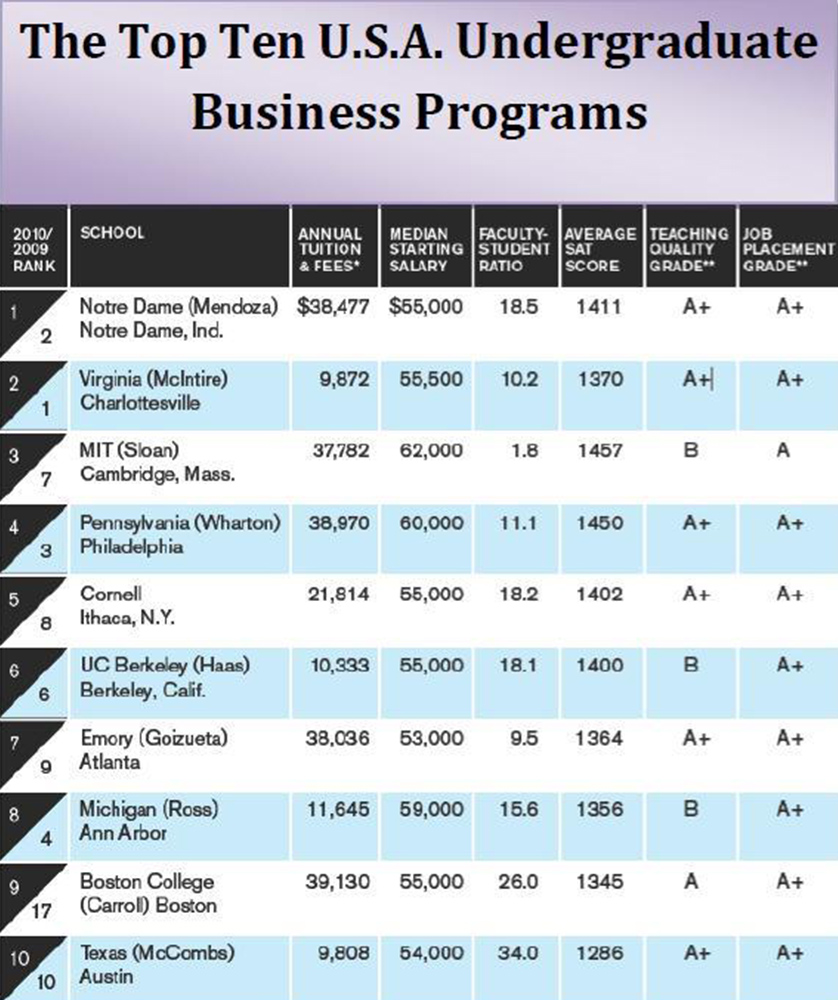 The Top Ten U.S.A. Undergraduate
Business Programs
2010/ 2009 RANK SCHOOL ANNUAL TUITION & FEES* MEDIAN STARTING SALARY FACULTY-STUDENT RATIO AVERAGE SAT SCORE TEACHING QUALITY GRADE** JOB PLACEMENT GRADE**
1 Notre Dame (Mendoza) $38,477 $55,000 18.5 1411 A+ A+
2 Notre Dame, Ind.
2 Virginia (McIntire) 9,872 55,500 10.2 1370 A+ A+
1 Charlottesville
3 MIT (Sloan) 37,782 62,000 1.8 1457 B A
7 Cambridge, Mass.
4 Pennsylvania (Wharton) 38,970 60,000 11.1 1450 A+ A+
3 Philadelphia
5 Cornell 21,814 55,000 18.2 1402 A+ A+
8 Ithaca, N.Y.
6 UC Berkeley (Haas) 10,333 55,000 18.1 1400 B A+
6 Berkeley, Calif.
7 Emory (Goizueta) 38,036 53,000 9.5 1364 A+ A+
9 Atlanta
8 Michigan (Ross) 11,645 59,000 15.6 1356 B A+
4 Ann Arbor
9 Boston College 39,130 55,000 26.0 1345 A A+
17 (Carroll) Boston
10 Texas (McCombs) 9,808 54,000 34.0 1286 A+ A+
10 Austin